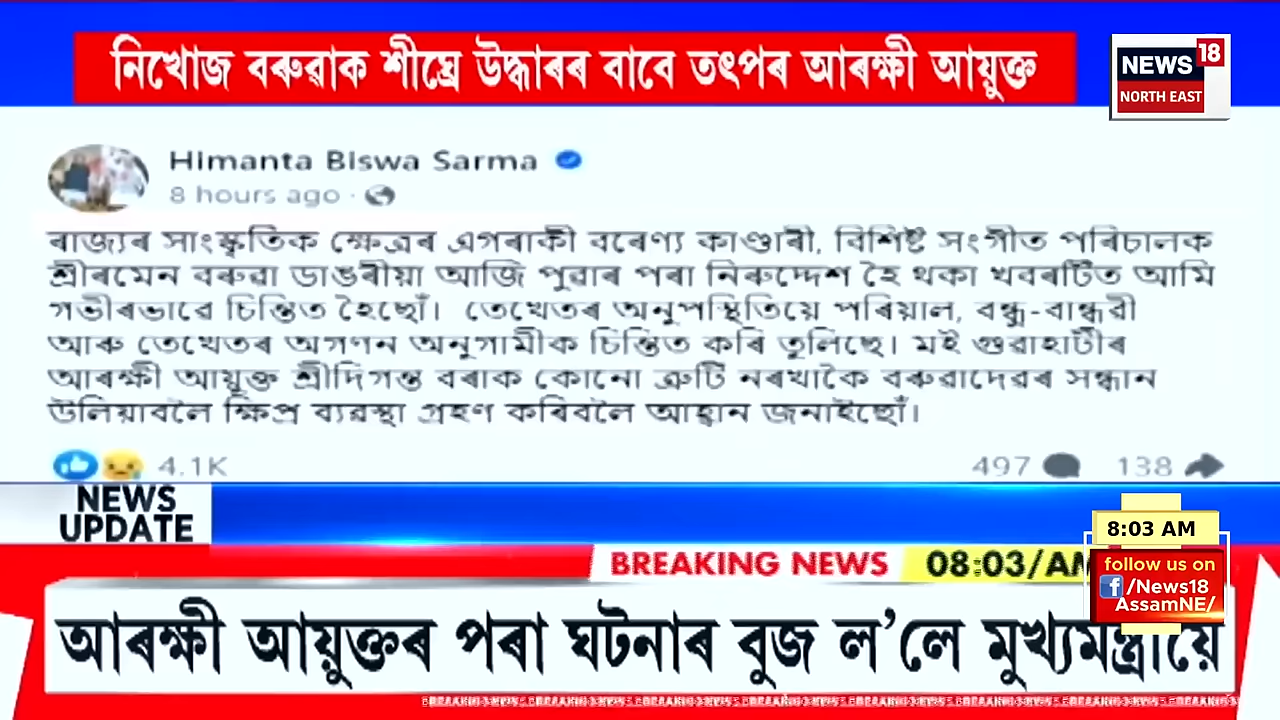 নিখোজ বৰুৱাক শীঘ্ৰে উদ্ধাৰৰ বাবে তৎপৰ আৰক্ষী আয়ুক্ত
NEWS 18
NORTH EAST
Himanta Biswa Sarma
8 hours ago ·
ৰাজ্যৰ সাংস্কৃতিক ক্ষেত্ৰৰ এগৰাকী বৰেণ্য কাণ্ডাৰী, বিশিষ্ট সংগীত পৰিচালক
শ্ৰীৰমেন বৰুৱা ডাঙৰীয়া আজি পুৱাৰ পৰা নিৰুদ্দেশ হৈ থকা খবৰটিত আমি
গভীৰভাৱে চিন্তিত হৈছোঁ। তেখেতৰ অনুপস্থিতিয়ে পৰিয়াল, বন্ধু-বান্ধৱী
আৰু তেখেতৰ অগণন অনুগামীক চিন্তিত কৰি তুলিছে। মই গুৱাহাটীৰ
আৰক্ষী আয়ুক্ত শ্ৰীদিগন্ত বৰাক কোনো ত্ৰুটি নৰখাকৈ বৰুৱাদেৱৰ সন্ধান
উলিয়াবলৈ ক্ষিপ্ৰ ব্যৱস্থা গ্ৰহণ কৰিবলৈ আহ্বান জনাইছোঁ।
4.1K 497 138
NEWS
UPDATE
8:03 AM
BREAKING NEWS 08:03/AM
follow us on
/News18
AssamNE/
আৰক্ষী আয়ুক্তৰ পৰা ঘটনাৰ বুজ ল'লে মুখ্যমন্ত্ৰীয়ে